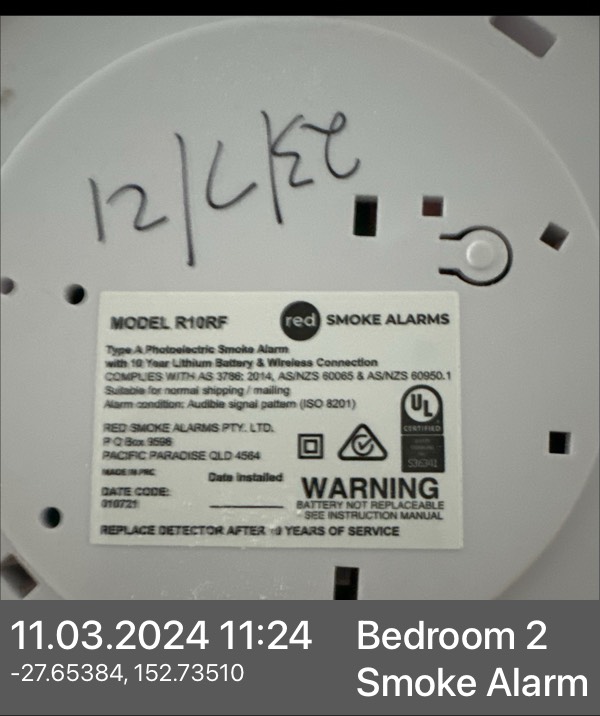 MODEL R10RF
red SMOKE ALARMS
Type A Photoelectric Smoke Alarm
with 10 Year Lithium Battery & Wireless Connection
COMPLIES WITH AS 3786: 2014, AS/NZS 60065 & AS/NZS 60950.1
Suitable for normal shipping / mailing
Alarm condition: Audible signal pattern (ISO 8201)
RED SMOKE ALARMS PTY. LTD.
P O Box 9596
PACIFIC PARADISE QLD 4564
MADE IN PRC
Date Installed
DATE CODE:
010721
UL
CERTIFIED
WARNING
BATTERY NOT REPLACEABLE
- SEE INSTRUCTION MANUAL
REPLACE DETECTOR AFTER 10 YEARS OF SERVICE
11.03.2024 11:24
-27.65384, 152.73510
Bedroom 2
Smoke Alarm